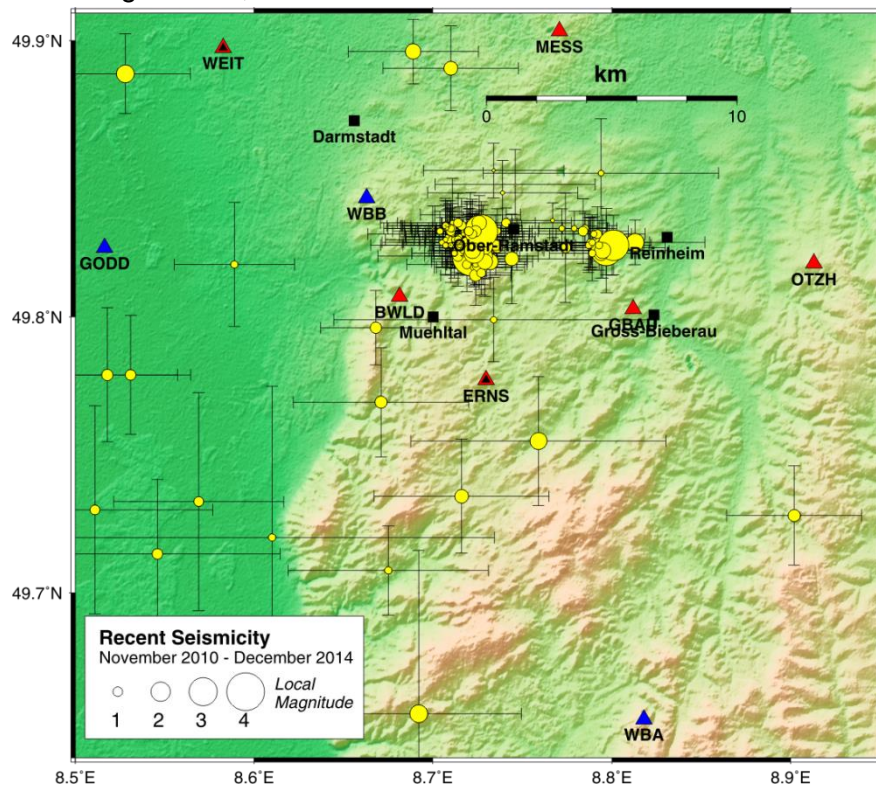 49.9°N
WEIT
MESS
km
0
10
Darmstadt
WBB
GODD
Ober-Ramstadt
Reinheim
OTZH
49.8°N
BWLD
Muehltal
GBAU
Gross-Bieberau
ERNS
49.7°N
Recent Seismicity
November 2010 - December 2014
Local
Magnitude
1
2
3
4
WBA
8.5°E
8.6°E
8.7°E
8.8°E
8.9°E